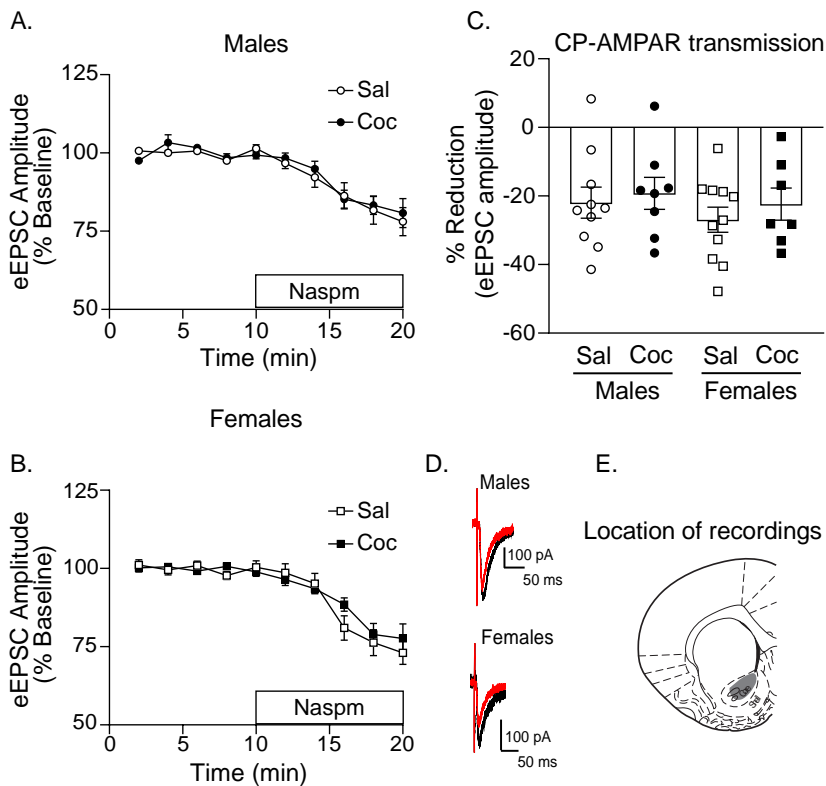 A.
Males
125
100
75
50
eEPSC Amplitude
(% Baseline)
Sal
Coc
Naspm
0 5 10 15 20
Time (min)
Females
B.
125
100
75
50
eEPSC Amplitude
(% Baseline)
Sal
Coc
Naspm
0 5 10 15 20
Time (min)
C.
CP-AMPAR transmission
20
0
-20
-40
-60
% Reduction
(eEPSC amplitude)
Sal Coc Sal Coc
Males Females
D.
Males
100 pA
50 ms
Females
100 pA
50 ms
E.
Location of recordings